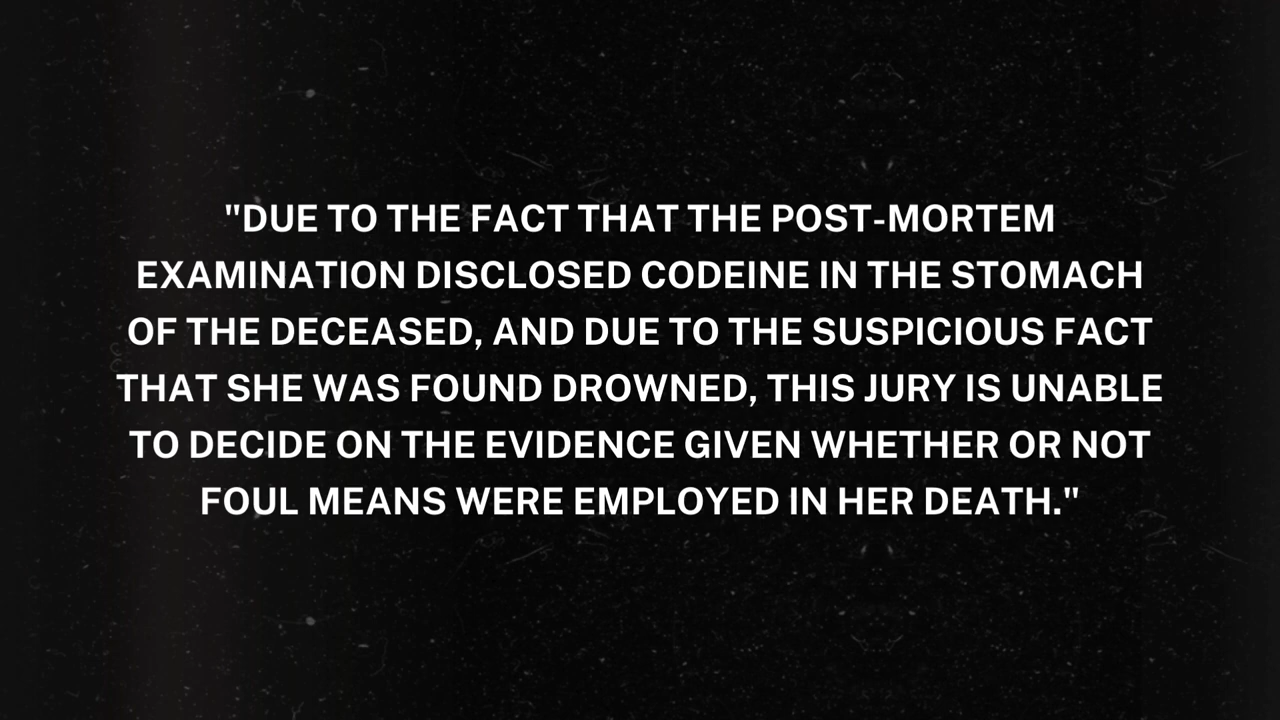 "DUE TO THE FACT THAT THE POST-MORTEM
EXAMINATION DISCLOSED CODEINE IN THE STOMACH
OF THE DECEASED, AND DUE TO THE SUSPICIOUS FACT
THAT SHE WAS FOUND DROWNED, THIS JURY IS UNABLE
TO DECIDE ON THE EVIDENCE GIVEN WHETHER OR NOT
FOUL MEANS WERE EMPLOYED IN HER DEATH."